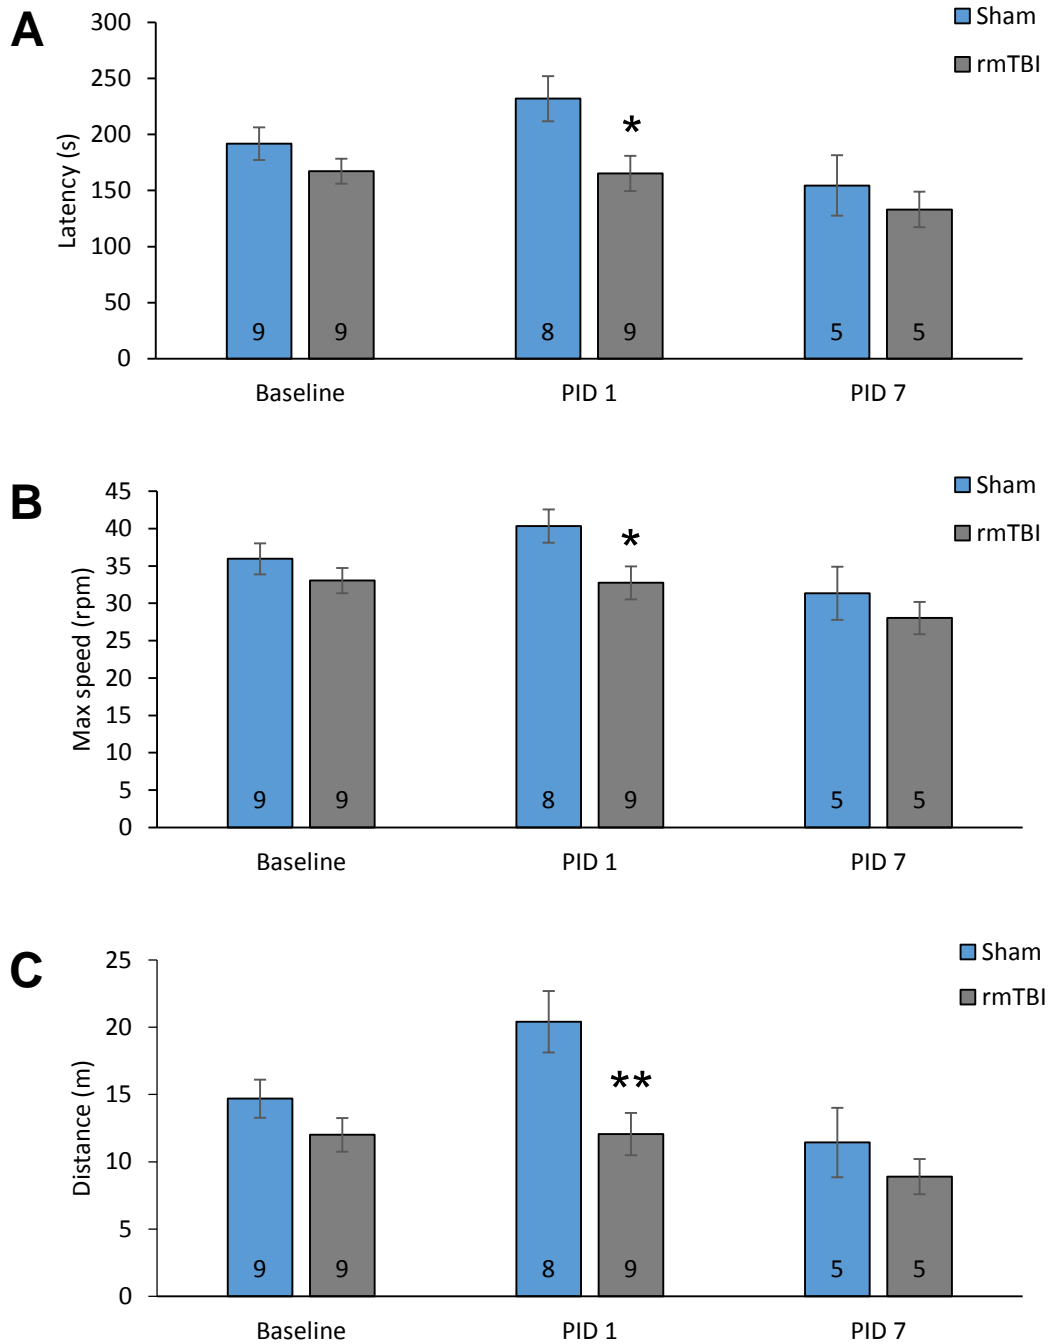 A
Sham
rmTBI
Latency (s)
300
250
200
150
100
50
0
*
9 9 8 9 5 5
Baseline PID 1 PID 7
B
Sham
rmTBI
Max speed (rpm)
45
40
35
30
25
20
15
10
5
0
*
9 9 8 9 5 5
Baseline PID 1 PID 7
C
Sham
rmTBI
Distance (m)
25
20
15
10
5
0
**
9 9 8 9 5 5
Baseline PID 1 PID 7